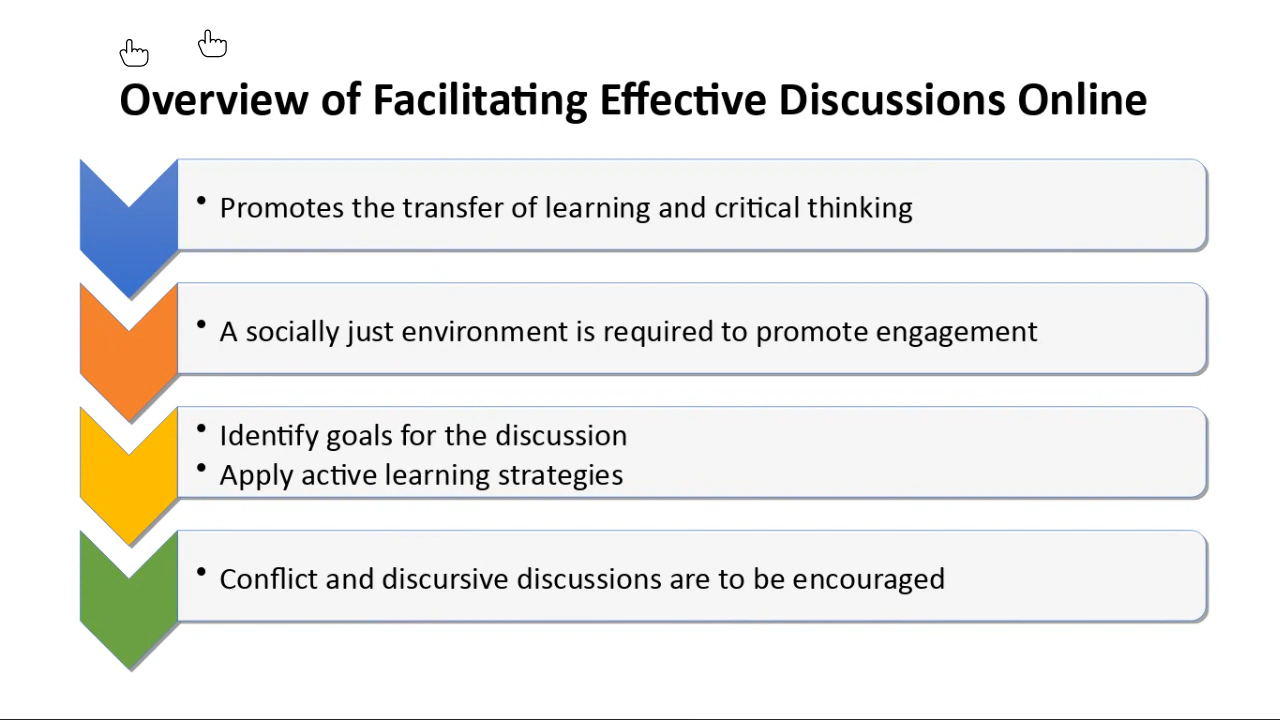 Overview of Facilitating Effective Discussions Online
• Promotes the transfer of learning and critical thinking
• A socially just environment is required to promote engagement
• Identify goals for the discussion
• Apply active learning strategies
• Conflict and discursive discussions are to be encouraged